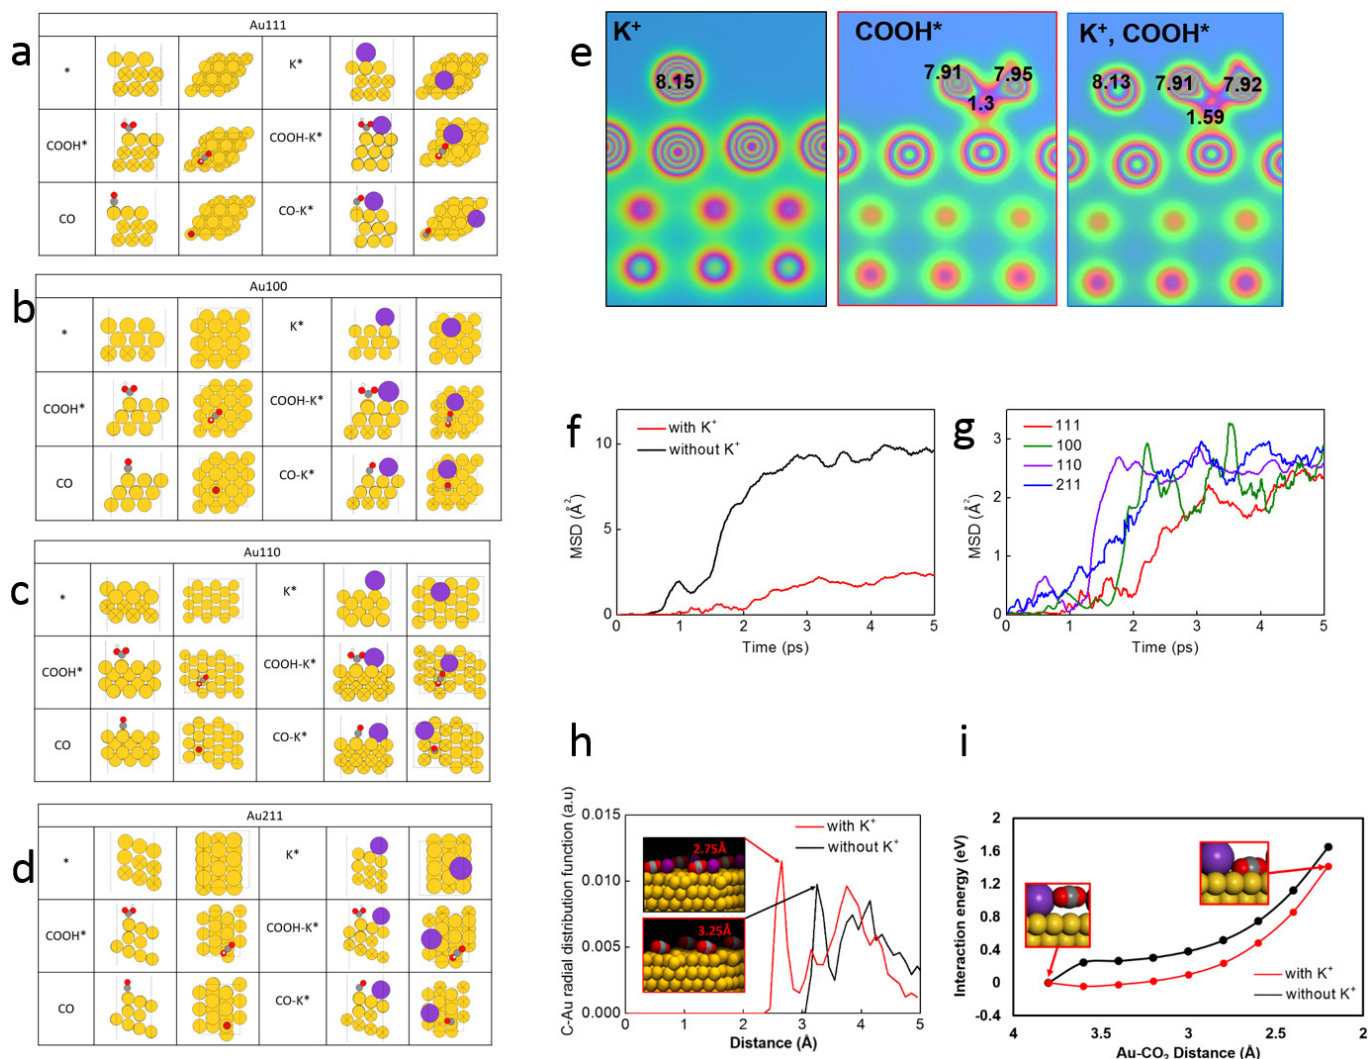 a
Au111
* K*
COOH* COOH-K*
CO CO-K*
b
Au100
* K*
COOH* COOH-K*
CO CO-K*
c
Au110
* K*
COOH* COOH-K*
CO CO-K*
d
Au211
* K*
COOH* COOH-K*
CO CO-K*
e
K⁺
8.15
COOH*
7.91 7.95
1.3
K⁺, COOH*
8.13 7.91 7.92
1.59
f
with K⁺
without K⁺
MSD (Å²)
10
5
0
0 1 2 3 4 5
Time (ps)
g
111
100
110
211
MSD (Å²)
3
2
1
0
0 1 2 3 4 5
Time (ps)
h
C-Au radial distribution function (a.u)
0.015
0.010
0.005
0.000
with K⁺
without K⁺
2.75Å
3.25Å
0 1 2 3 4 5
Distance (Å)
i
Interaction energy (eV)
2
1.6
1.2
0.8
0.4
0
-0.4
with K⁺
without K⁺
4 3.5 3 2.5 2
Au-CO₂ Distance (Å)